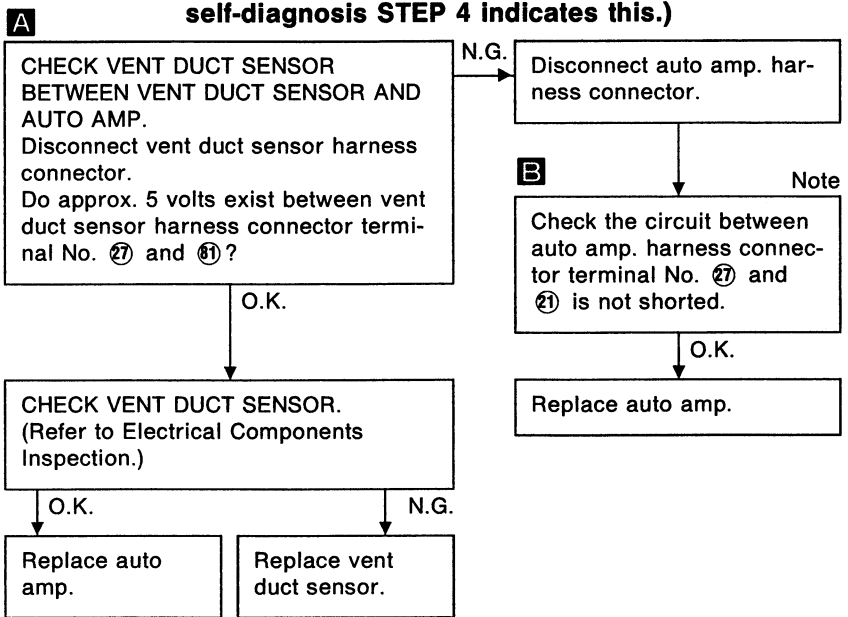 self-diagnosis STEP 4 indicates this.)
A
CHECK VENT DUCT SENSOR
BETWEEN VENT DUCT SENSOR AND
AUTO AMP.
Disconnect vent duct sensor harness
connector.
Do approx. 5 volts exist between vent
duct sensor harness connector termi-
nal No. ㉗ and 81?
N.G.
Disconnect auto amp. har-
ness connector.
B
Note
Check the circuit between
auto amp. harness connec-
tor terminal No. ㉗ and
㉑ is not shorted.
O.K.
Replace auto amp.
O.K.
CHECK VENT DUCT SENSOR.
(Refer to Electrical Components
Inspection.)
O.K.
N.G.
Replace auto
amp.
Replace vent
duct sensor.